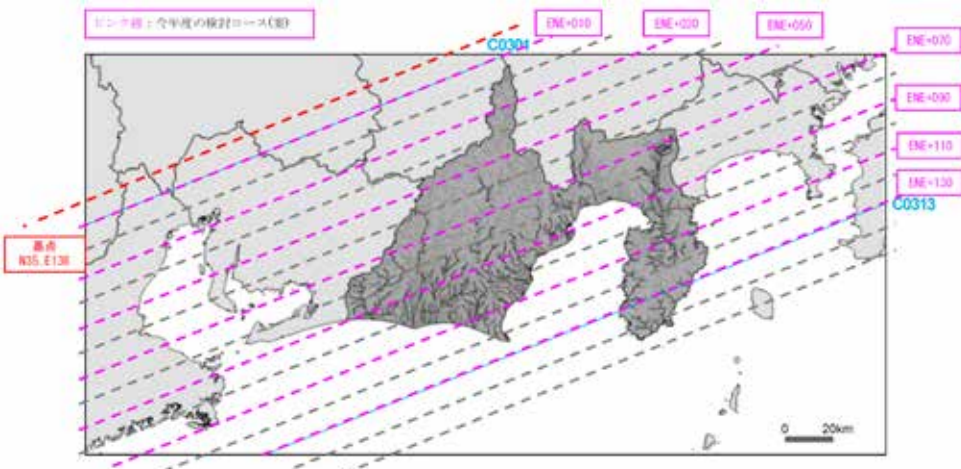 ピンク線：今年度の検討コース(案)
ENE+010
ENE+030
ENE+050
C0301
ENE+070
ENE+090
ENE+110
ENE+130
C0313
基点
N35, E136
0 20km